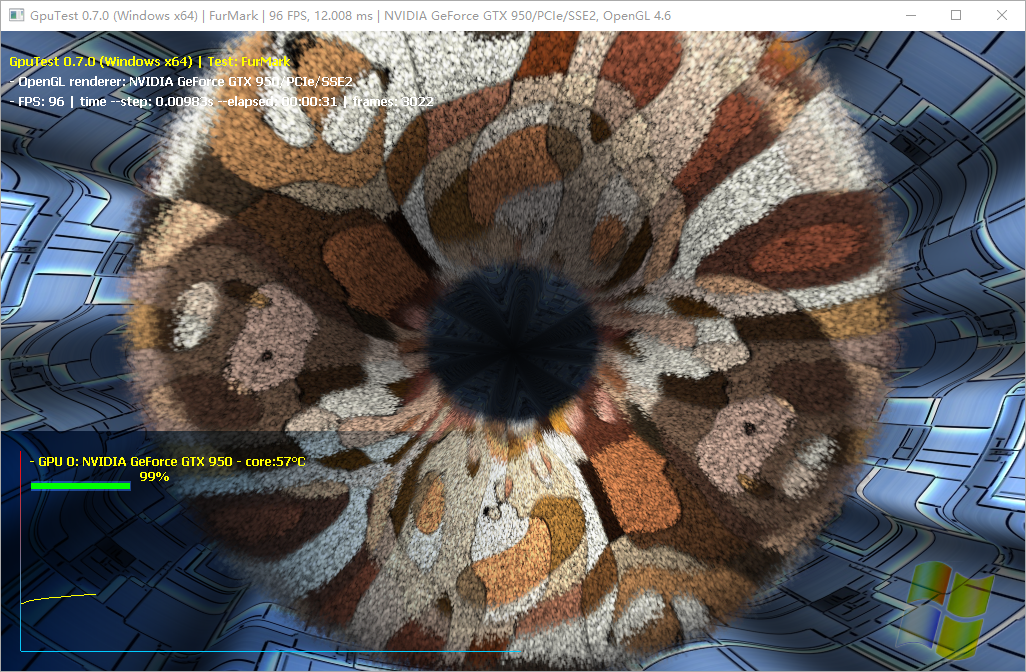 GpuTest 0.7.0 (Windows x64) | FurMark | 96 FPS, 12.008 ms | NVIDIA GeForce GTX 950/PCIe/SSE2, OpenGL 4.6
GpuTest 0.7.0 (Windows x64) | Test: FurMark
- OpenGL renderer: NVIDIA GeForce GTX 950/PCIe/SSE2
- FPS: 96 | time --step: 0.00983s --elapsed: 00:00:31 | frames: 3022
- GPU 0: NVIDIA GeForce GTX 950 - core:57°C
99%